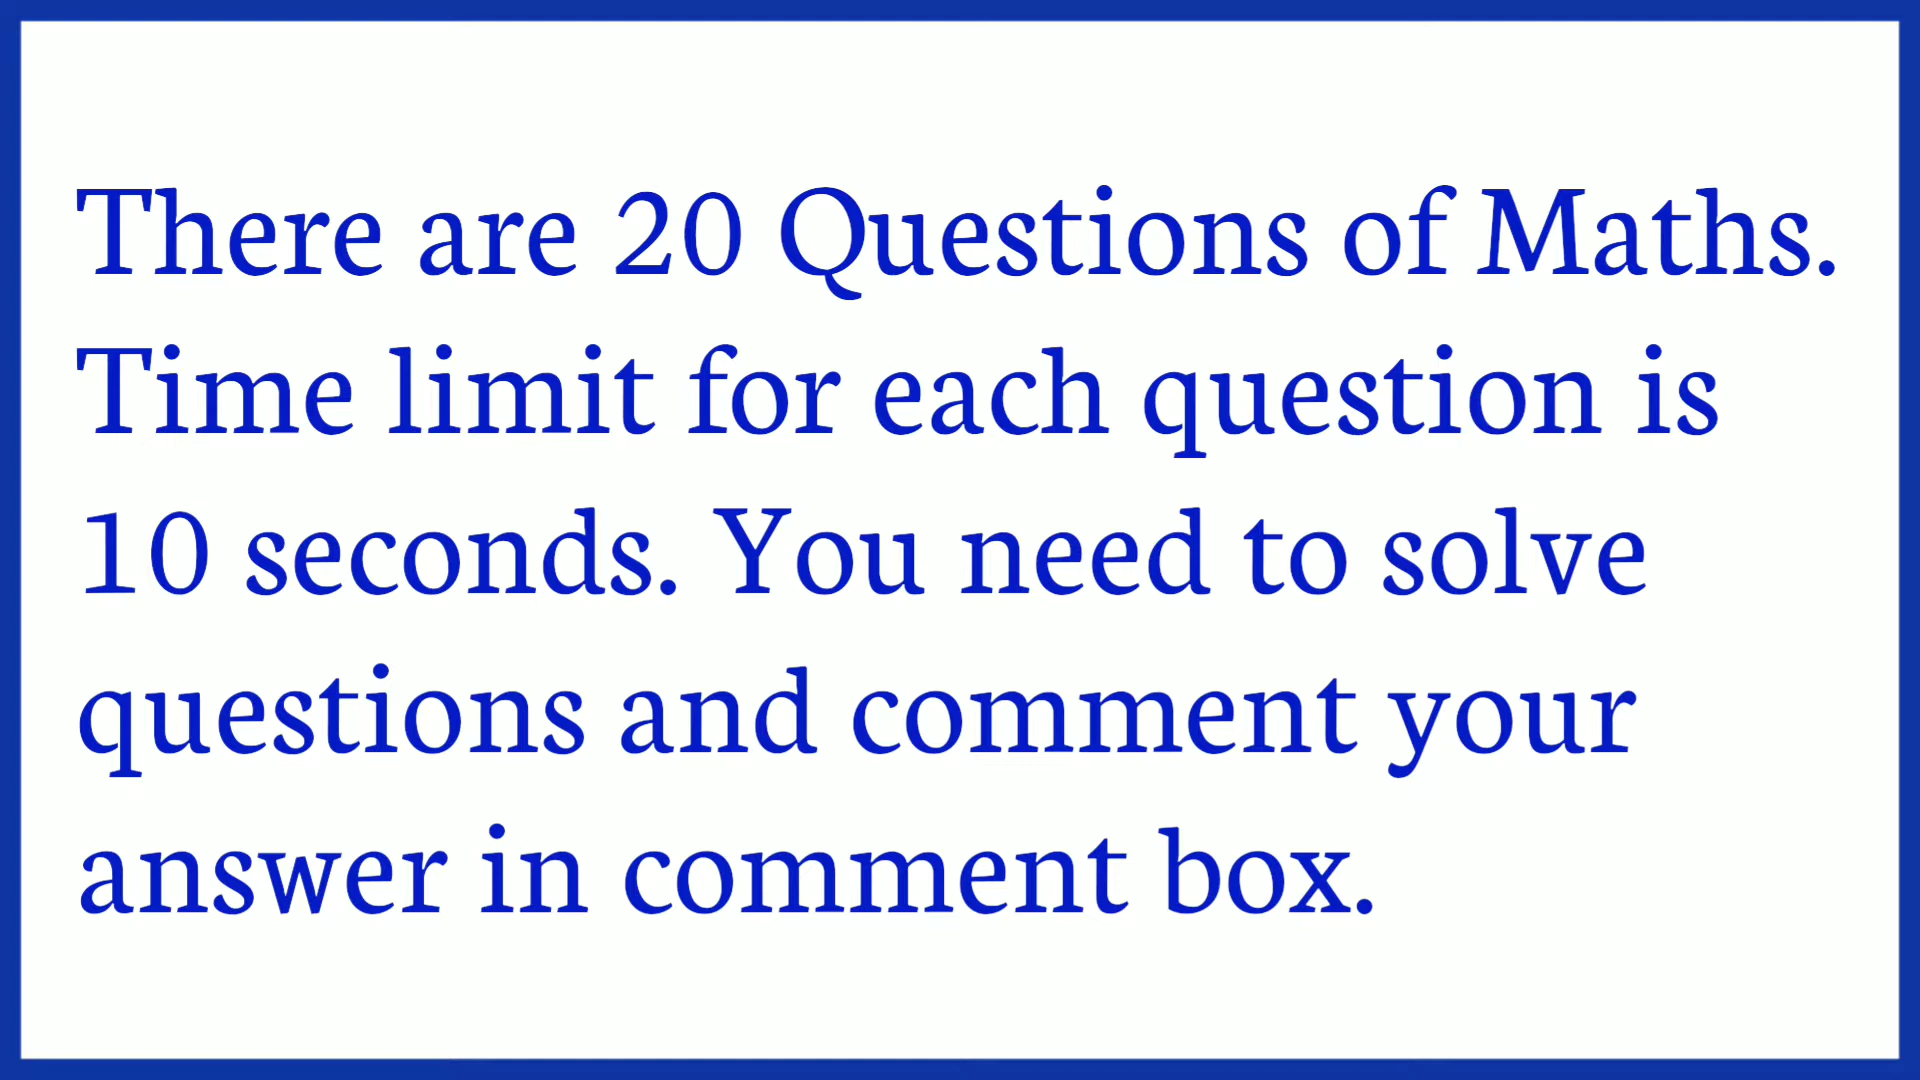 There are 20 Questions of Maths.
Time limit for each question is
10 seconds. You need to solve
questions and comment your
answer in comment box.